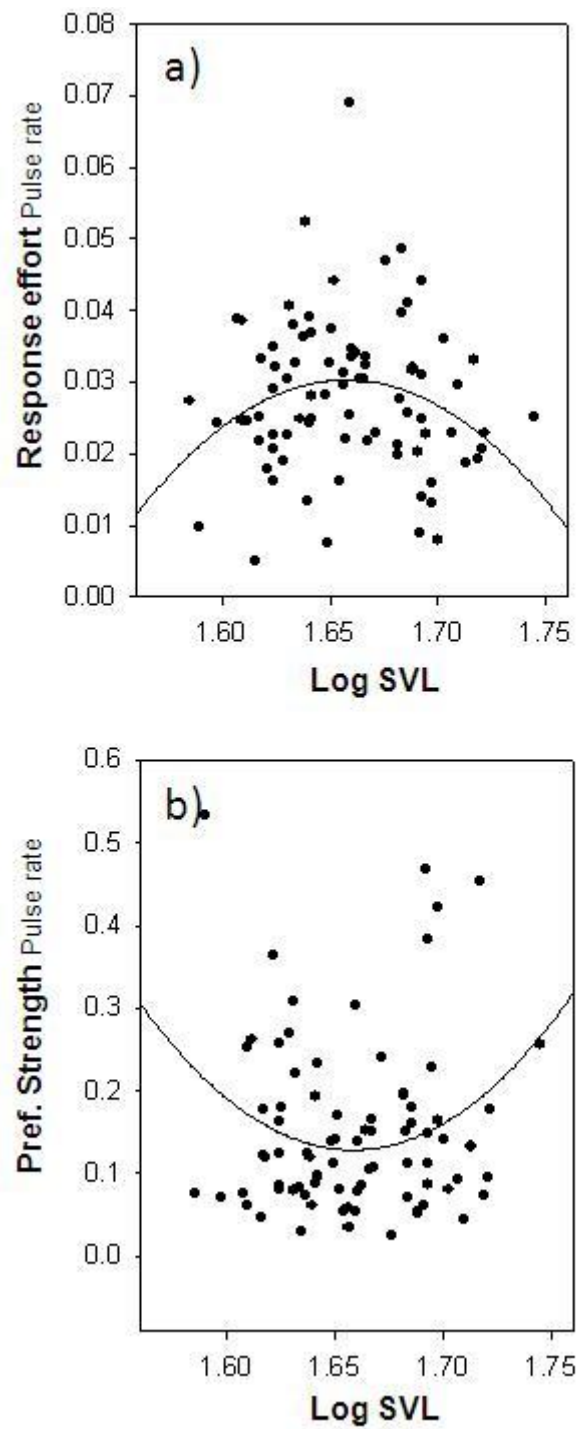 a)
Response effort Pulse rate
0.08
0.07
0.06
0.05
0.04
0.03
0.02
0.01
0.00
1.60 1.65 1.70 1.75
Log SVL
b)
Pref. Strength Pulse rate
0.6
0.5
0.4
0.3
0.2
0.1
0.0
1.60 1.65 1.70 1.75
Log SVL